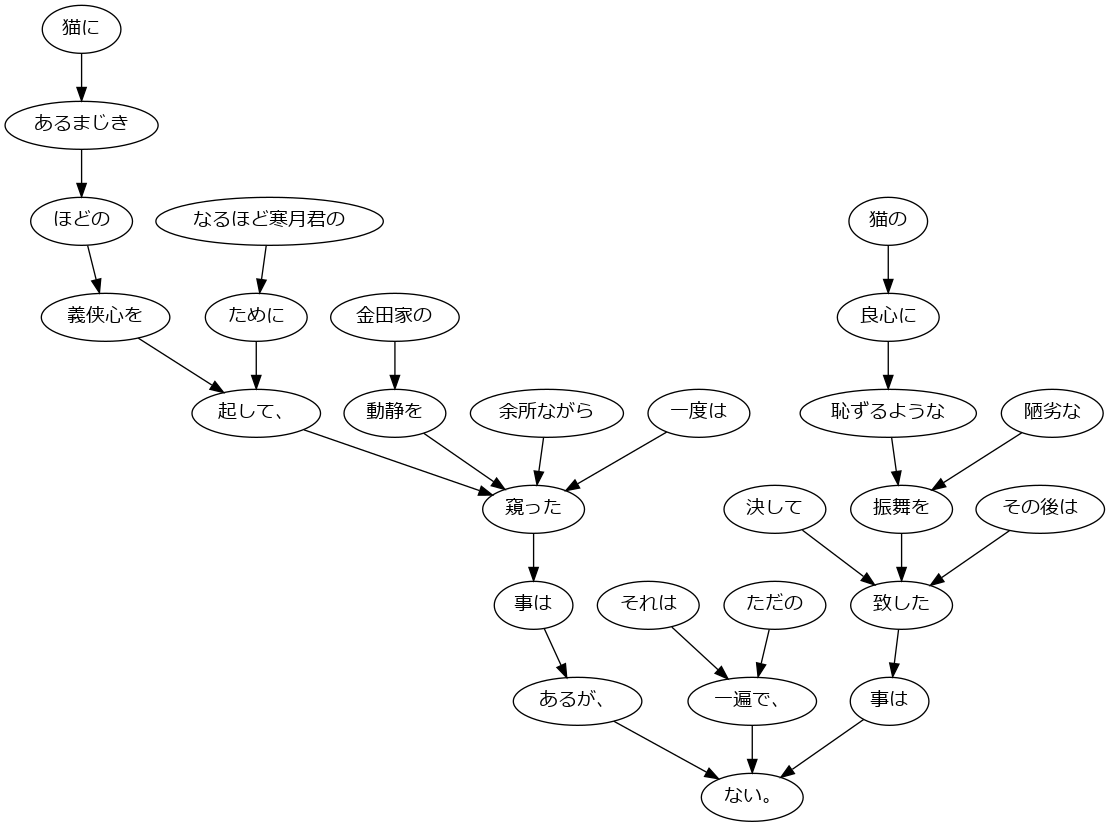 猫に
あるまじき
ほどの
なるほど寒月君の
猫の
義侠心を
ために
金田家の
良心に
起して、
動静を
余所ながら
一度は
恥ずるような
陋劣な
窺った
決して
振舞を
その後は
事は
それは
ただの
致した
あるが、
一遍で、
事は
ない。